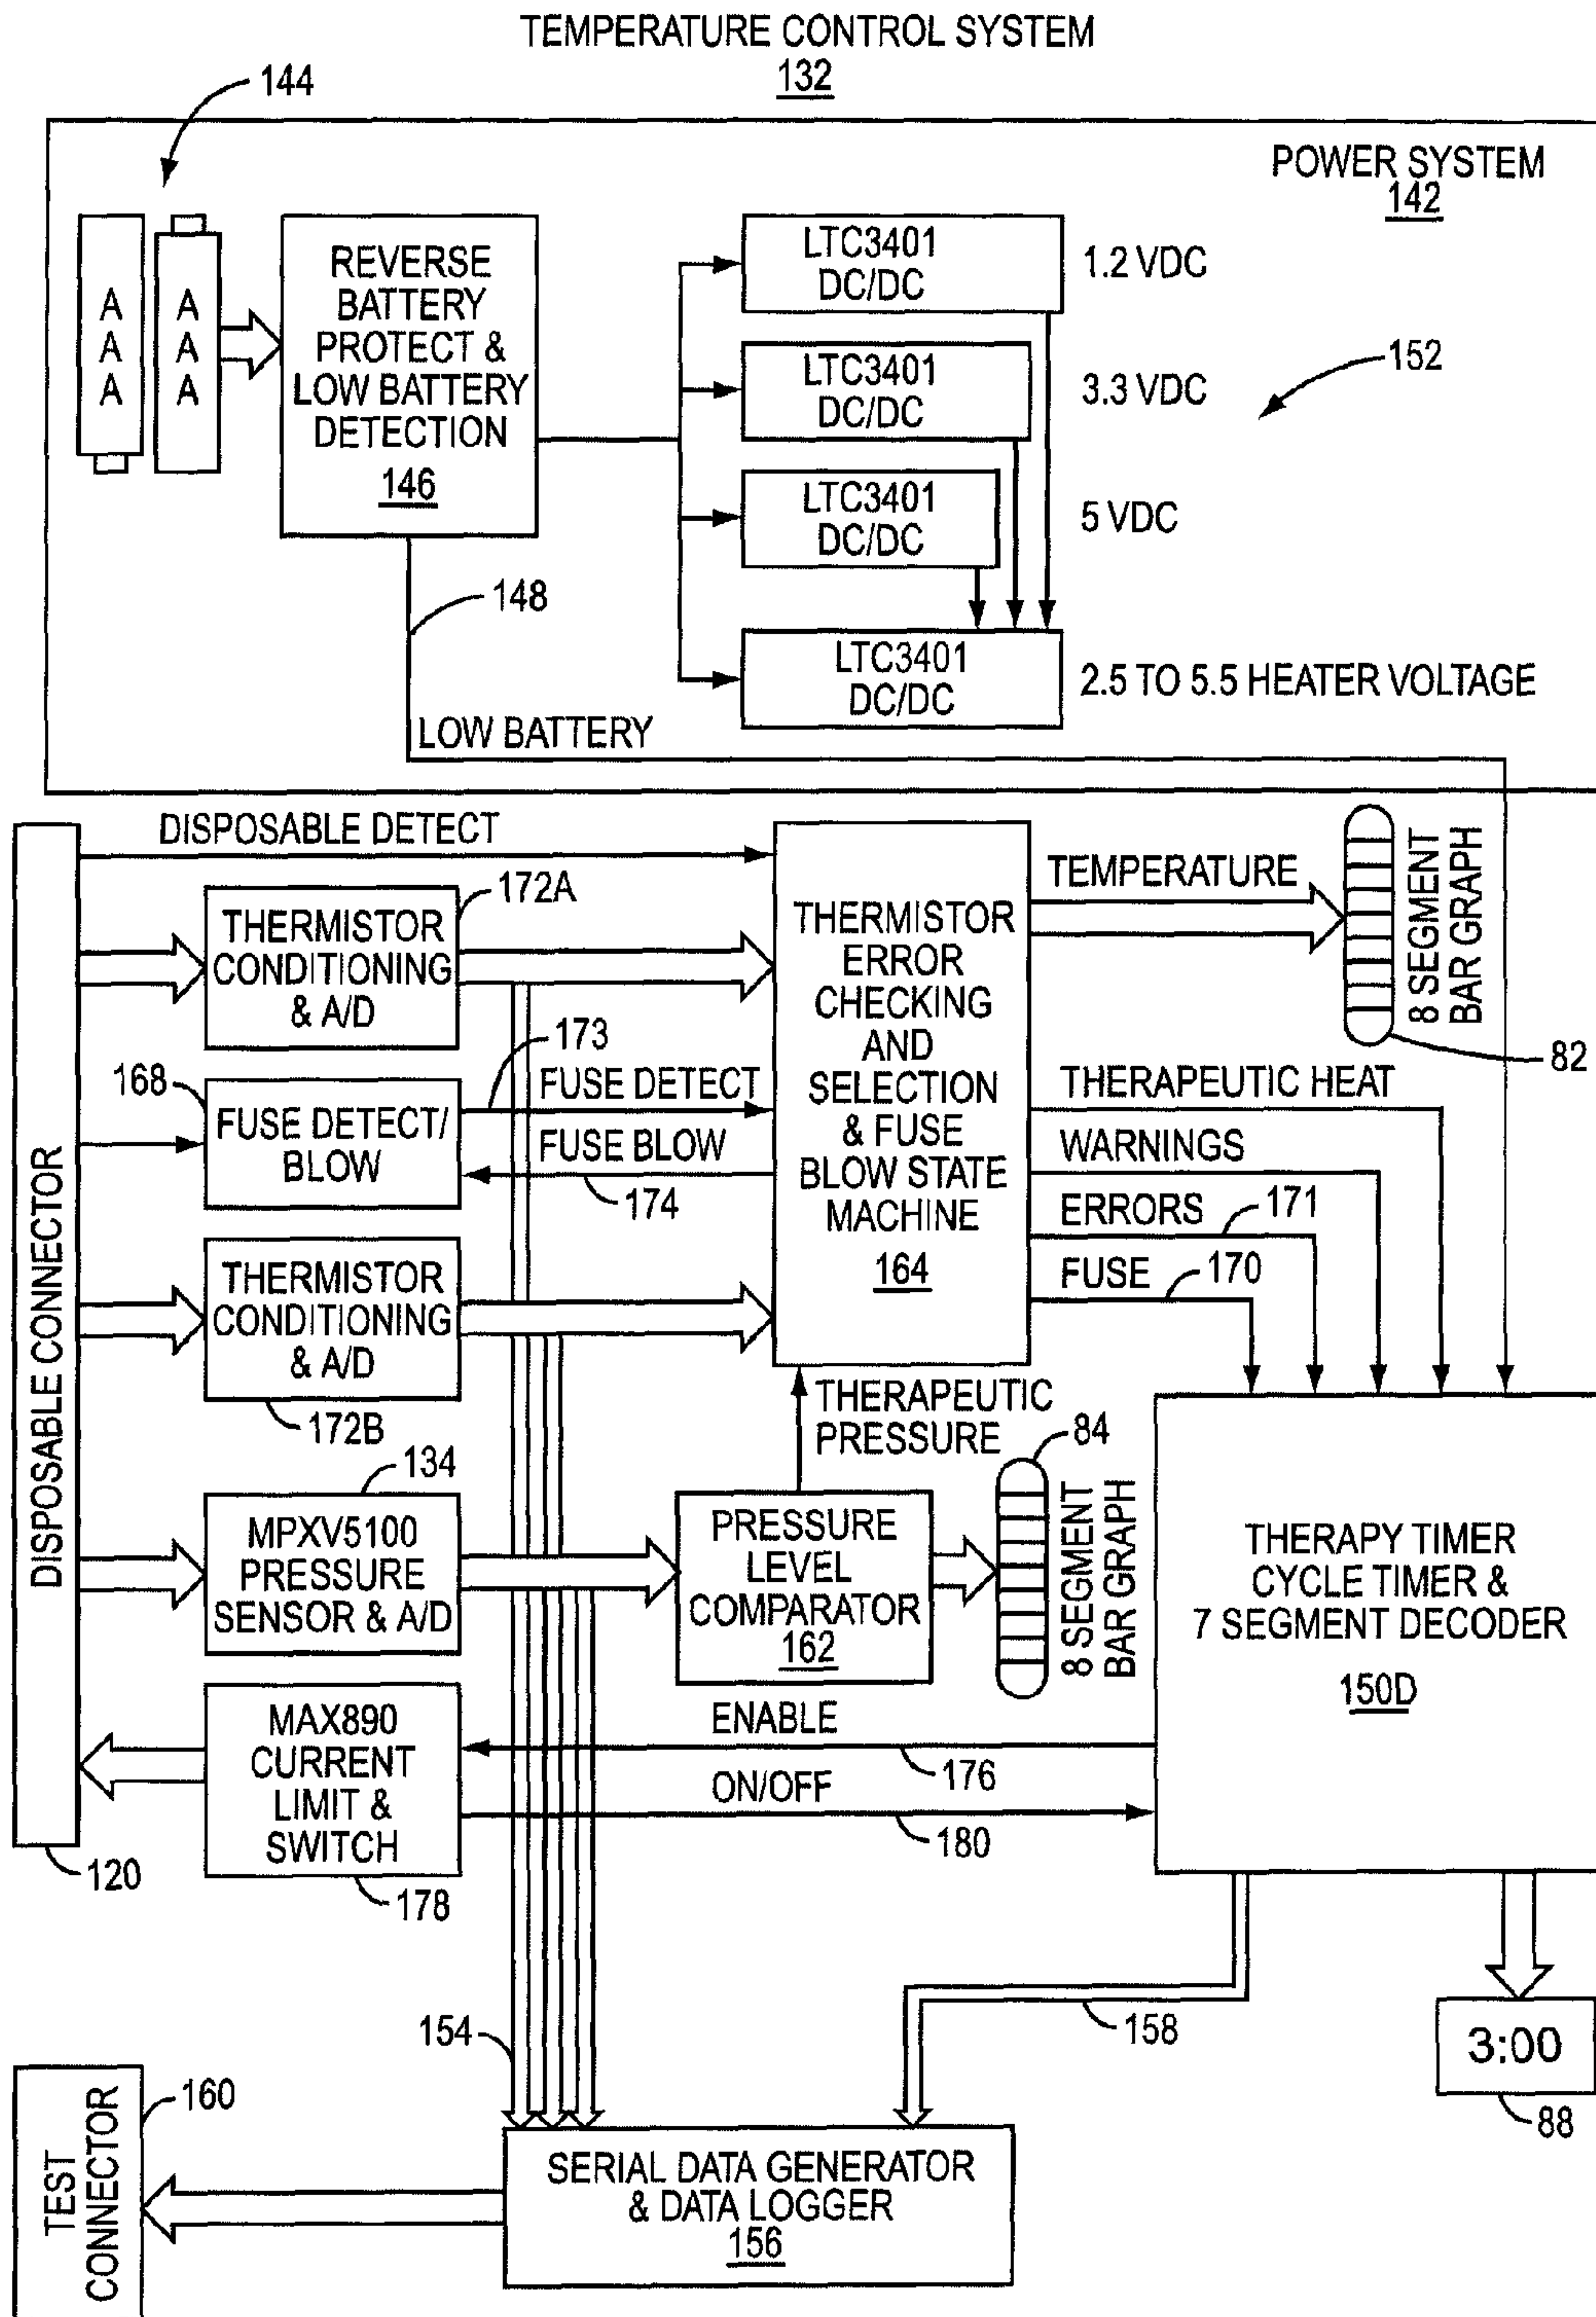 TEMPERATURE CONTROL SYSTEM
132
144
POWER SYSTEM
142
A
A
A
A
A
A
REVERSE
BATTERY
PROTECT &
LOW BATTERY
DETECTION
146
LTC3401
DC/DC
1.2 VDC
LTC3401
DC/DC
3.3 VDC
152
LTC3401
DC/DC
5 VDC
148
LTC3401
DC/DC
2.5 TO 5.5 HEATER VOLTAGE
LOW BATTERY
DISPOSABLE CONNECTOR
120
DISPOSABLE DETECT
THERMISTOR
CONDITIONING
& A/D
172A
168
FUSE DETECT/
BLOW
173
FUSE DETECT
FUSE BLOW
174
THERMISTOR
CONDITIONING
& A/D
172B
THERMISTOR
ERROR
CHECKING
AND
SELECTION
& FUSE
BLOW STATE
MACHINE
164
TEMPERATURE
8 SEGMENT
BAR GRAPH
82
THERAPEUTIC HEAT
WARNINGS
ERRORS
171
FUSE
170
THERAPEUTIC
PRESSURE
134
MPXV5100
PRESSURE
SENSOR & A/D
PRESSURE
LEVEL
COMPARATOR
162
84
8 SEGMENT
BAR GRAPH
THERAPY TIMER
CYCLE TIMER &
7 SEGMENT DECODER
150D
MAX890
CURRENT
LIMIT &
SWITCH
178
ENABLE
176
ON/OFF
180
154
158
3:00
88
TEST
CONNECTOR
160
SERIAL DATA GENERATOR
& DATA LOGGER
156